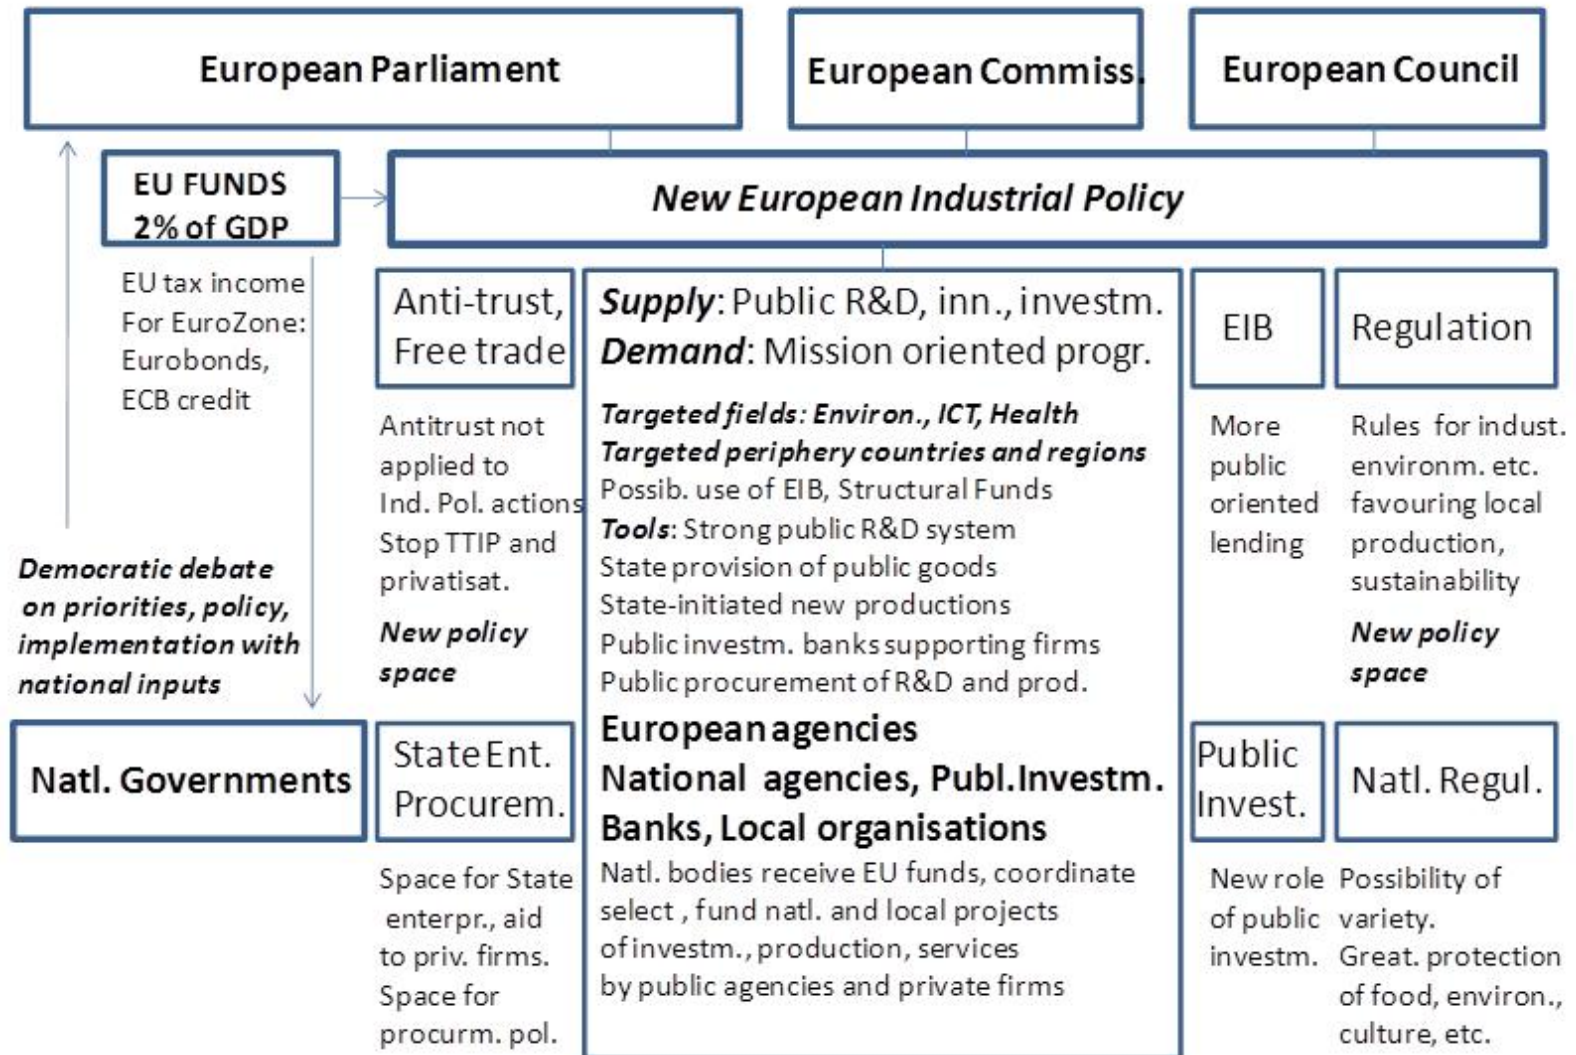 European Parliament
European Commiss.
European Council
EU FUNDS
2% of GDP
New European Industrial Policy
EU tax income
For EuroZone:
Eurobonds,
ECB credit
Democratic debate
on priorities, policy,
implementation with
national inputs
Natl. Governments
Anti-trust,
Free trade
Antitrust not
applied to
Ind. Pol. actions
Stop TTIP and
privatisat.
New policy
space
State Ent.
Procurem.
Space for State
enterpr., aid
to priv. firms.
Space for
procurm. pol.
Supply: Public R&D, inn., investm.
Demand: Mission oriented progr.
Targeted fields: Environ., ICT, Health
Targeted periphery countries and regions
Possib. use of EIB, Structural Funds
Tools: Strong public R&D system
State provision of public goods
State-initiated new productions
Public investm. banks supporting firms
Public procurement of R&D and prod.
European agencies
National agencies, Publ.Investm.
Banks, Local organisations
Natl. bodies receive EU funds, coordinate
select , fund natl. and local projects
of investm., production, services
by public agencies and private firms
EIB
More
public
oriented
lending
Public
Invest.
New role
of public
investm.
Regulation
Rules for indust.
environm. etc.
favouring local
production,
sustainability
New policy
space
Natl. Regul.
Possibility of
variety.
Great. protection
of food, environ.,
culture, etc.